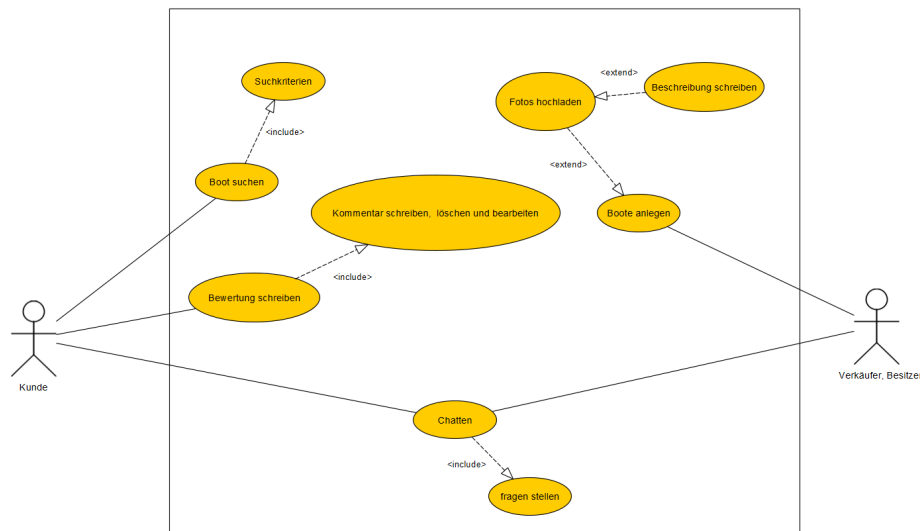 Suchkriterien
<extend>
Beschreibung schreiben
Fotos hochladen
<include>
<extend>
Boot suchen
Kommentar schreiben, löschen und bearbeiten
Boote anlegen
<include>
Bewertung schreiben
Kunde
Verkäufer, Besitzer
Chatten
<include>
fragen stellen